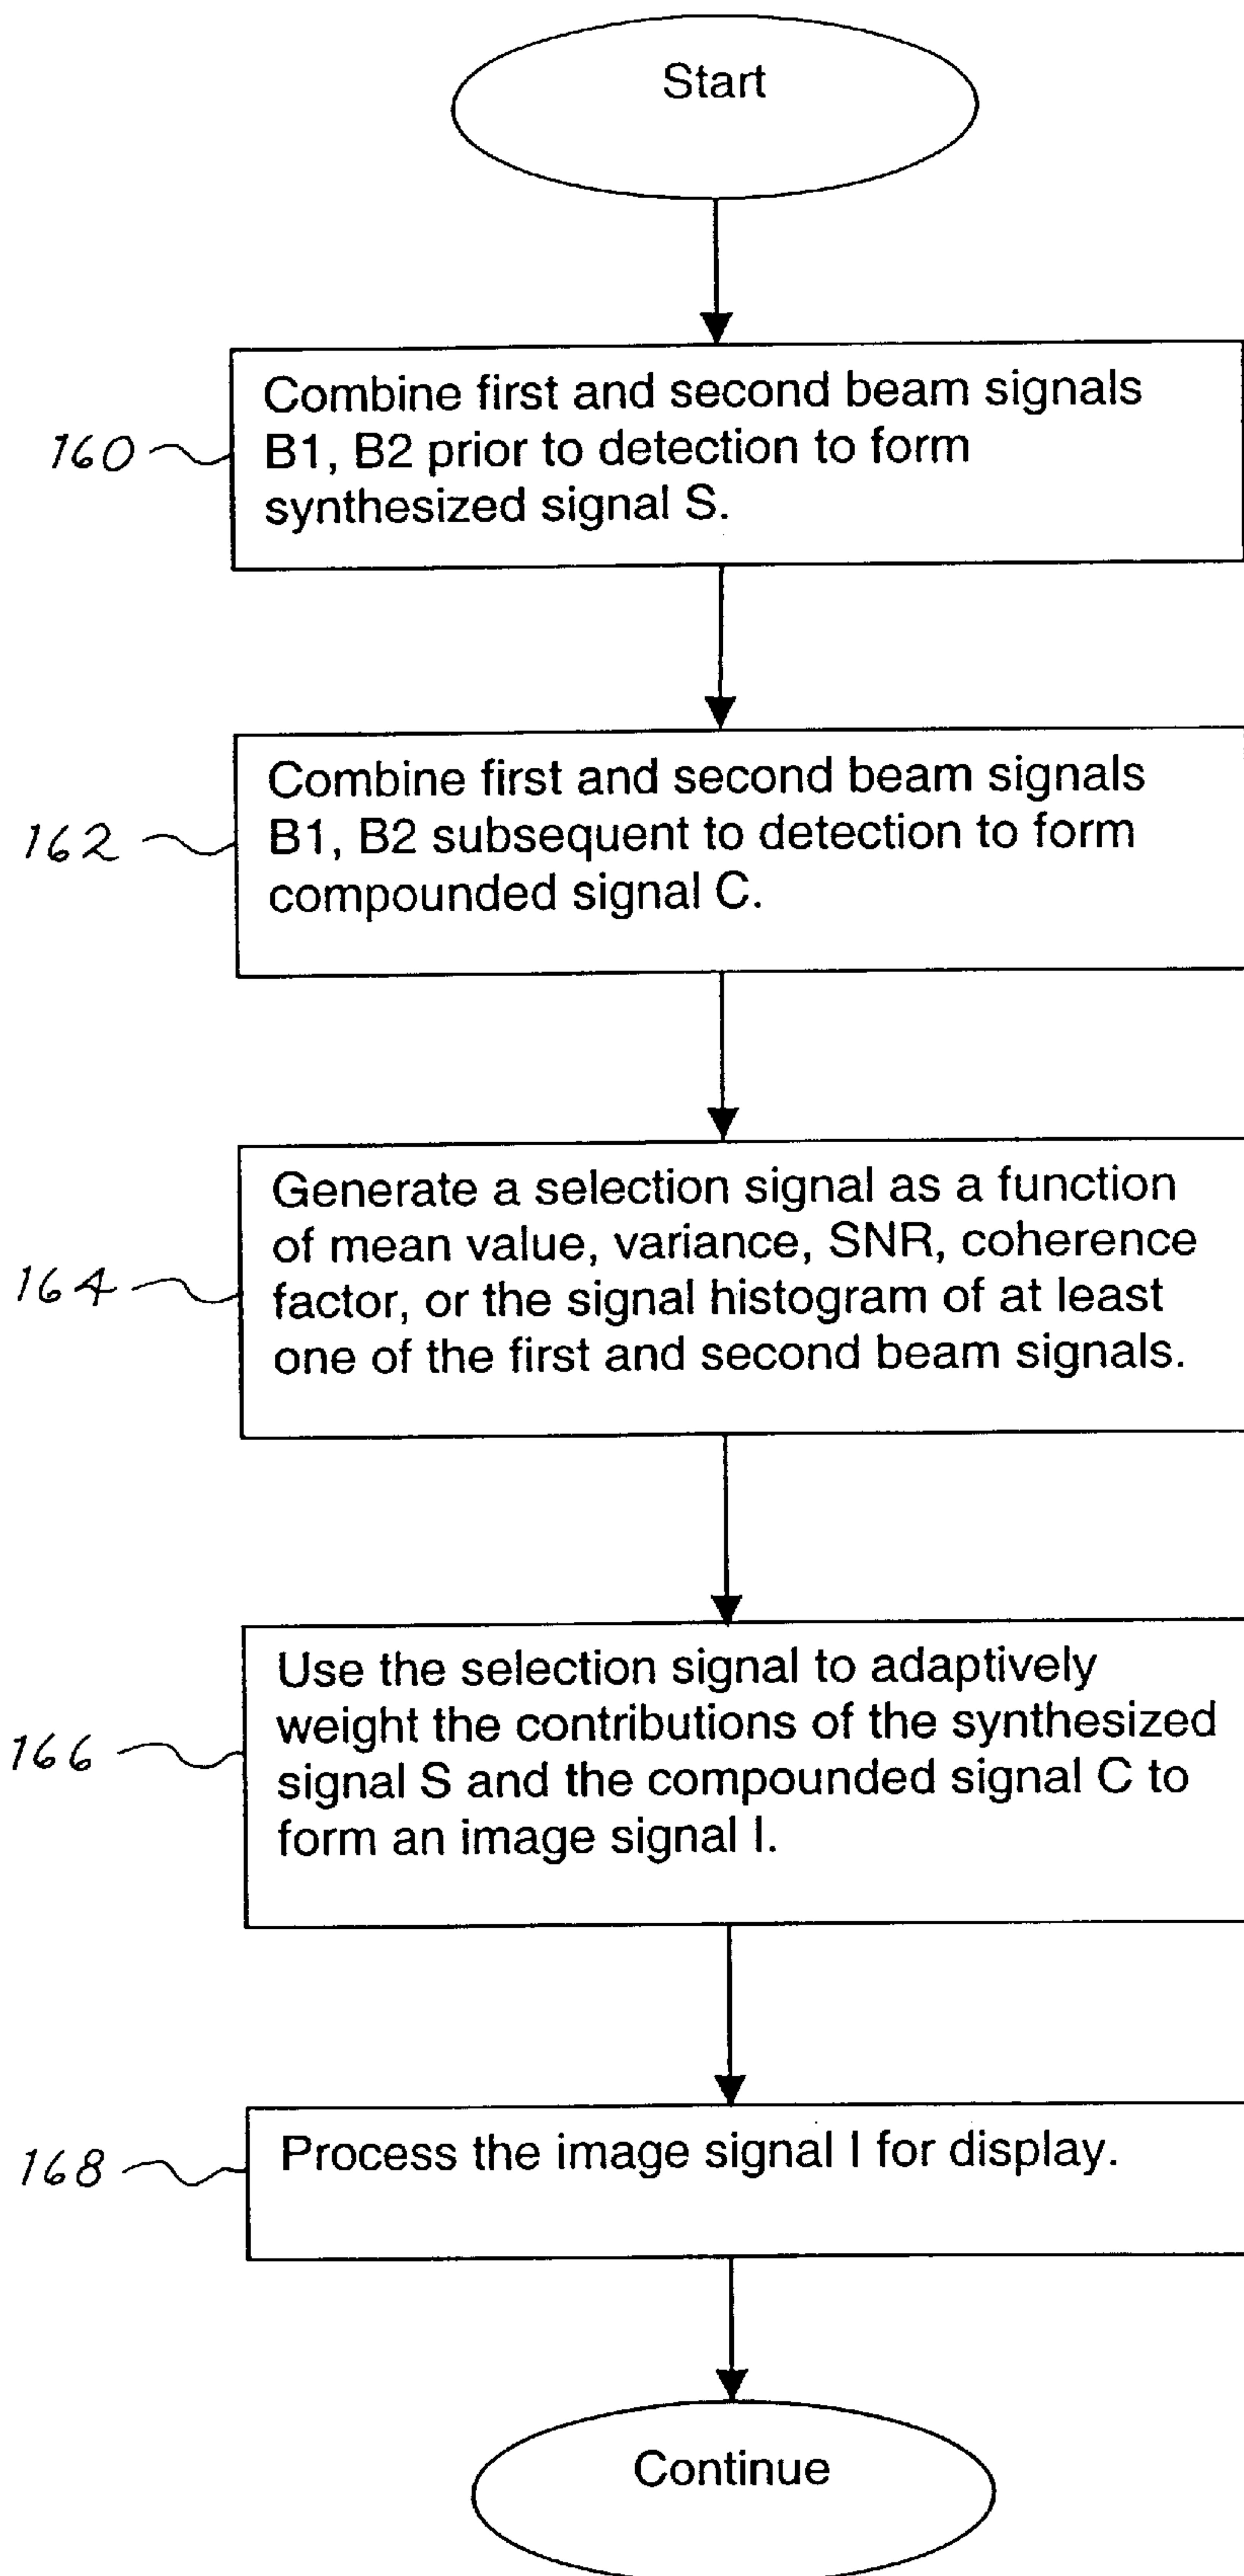 Start
160
Combine first and second beam signals
B1, B2 prior to detection to form
synthesized signal S.
162
Combine first and second beam signals
B1, B2 subsequent to detection to form
compounded signal C.
164
Generate a selection signal as a function
of mean value, variance, SNR, coherence
factor, or the signal histogram of at least
one of the first and second beam signals.
166
Use the selection signal to adaptively
weight the contributions of the synthesized
signal S and the compounded signal C to
form an image signal I.
168
Process the image signal I for display.
Continue